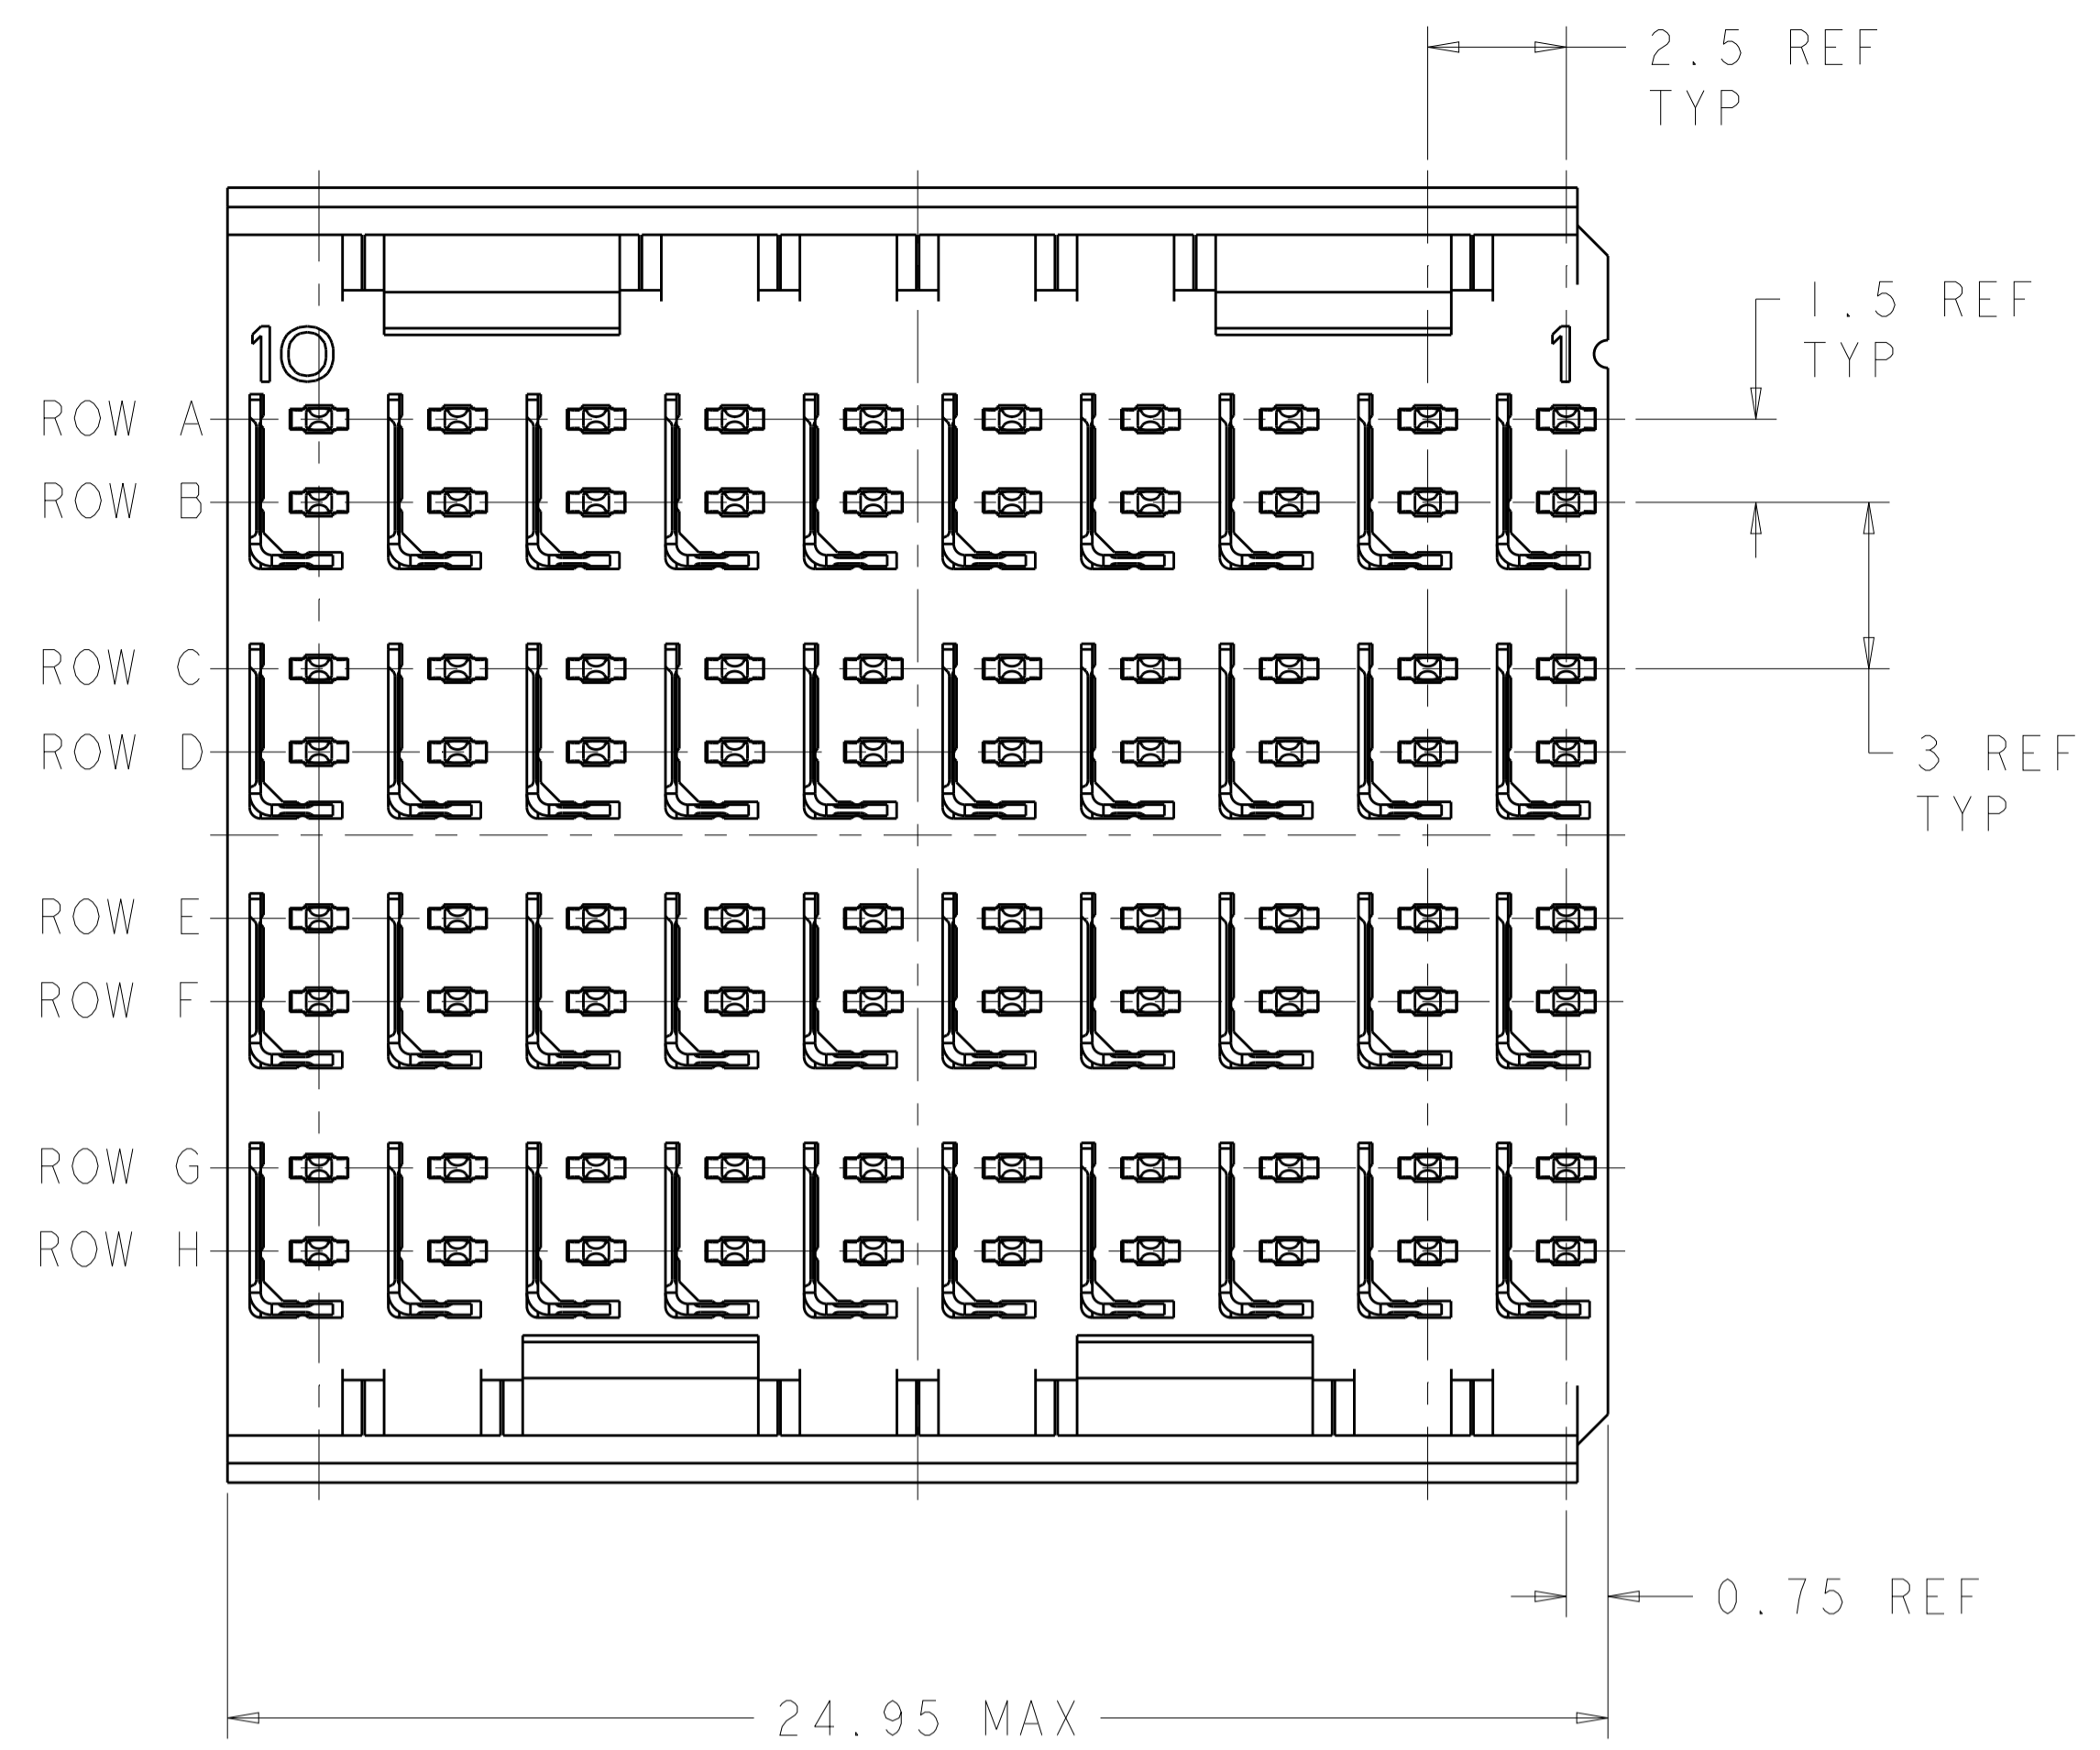 2.5 REF
TYP
1.5 REF
TYP
10
1
ROW A
ROW B
ROW C
ROW D
3 REF
TYP
ROW E
ROW F
ROW G
ROW H
0.75 REF
24.95 MAX